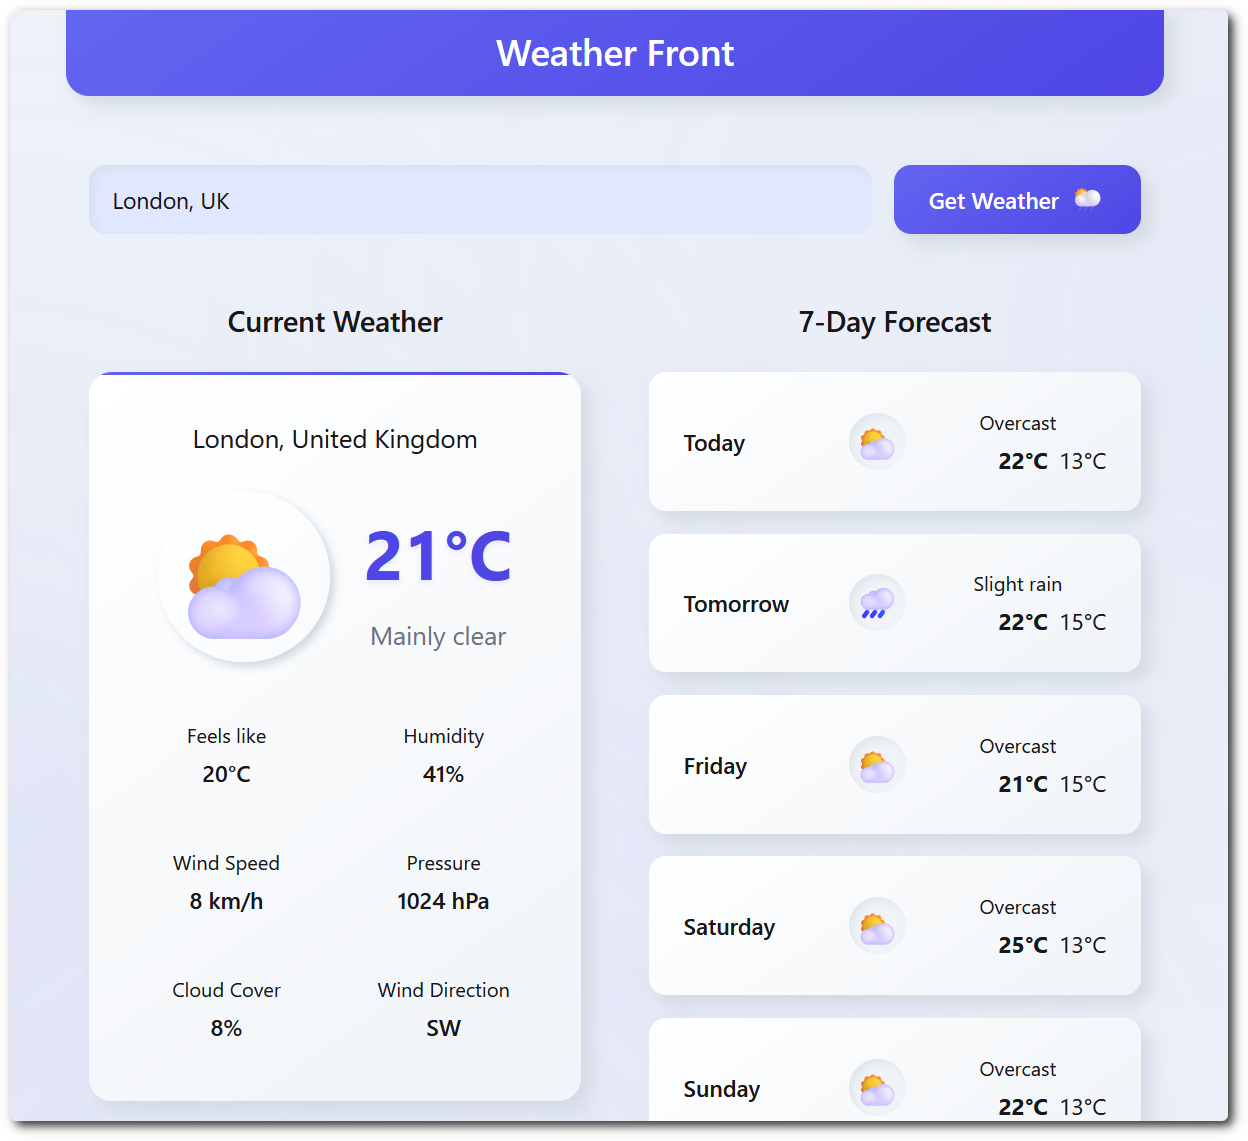 Weather Front
London, UK
Get Weather
Current Weather
London, United Kingdom
21°C
Mainly clear
Feels like
20°C
Humidity
41%
Wind Speed
8 km/h
Pressure
1024 hPa
Cloud Cover
8%
Wind Direction
SW
7-Day Forecast
Today
Overcast
22°C 13°C
Tomorrow
Slight rain
22°C 15°C
Friday
Overcast
21°C 15°C
Saturday
Overcast
25°C 13°C
Sunday
Overcast
22°C 13°C